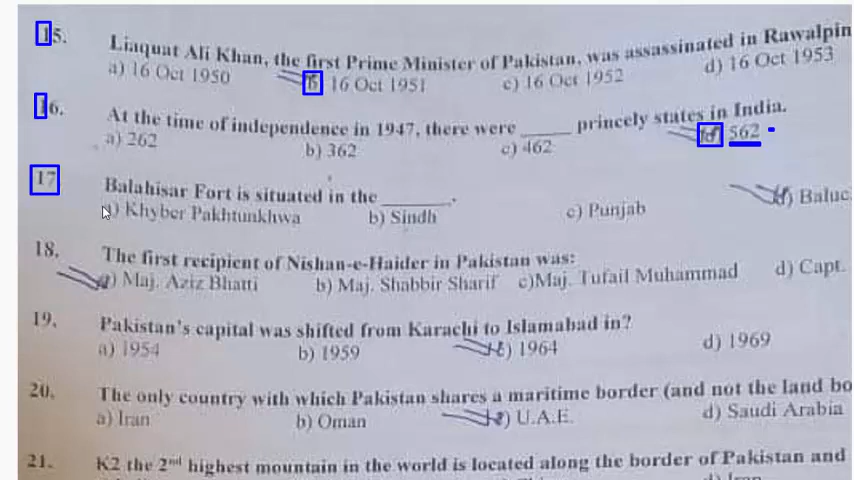 15. Liaquat Ali Khan, the first Prime Minister of Pakistan, was assassinated in Rawalpin
a) 16 Oct 1950 b) 16 Oct 1951 c) 16 Oct 1952 d) 16 Oct 1953
16. At the time of independence in 1947, there were _____ princely states in India.
a) 262 b) 362 c) 462 d) 562
17 Balahisar Fort is situated in the _______.
a) Khyber Pakhtunkhwa b) Sindh c) Punjab d) Baluc
18. The first recipient of Nishan-e-Haider in Pakistan was:
a) Maj. Aziz Bhatti b) Maj. Shabbir Sharif c)Maj. Tufail Muhammad d) Capt.
19. Pakistan's capital was shifted from Karachi to Islamabad in?
a) 1954 b) 1959 c) 1964 d) 1969
20. The only country with which Pakistan shares a maritime border (and not the land bo
a) Iran b) Oman c) U.A.E. d) Saudi Arabia
21. K2 the 2nd highest mountain in the world is located along the border of Pakistan and
d) Iran